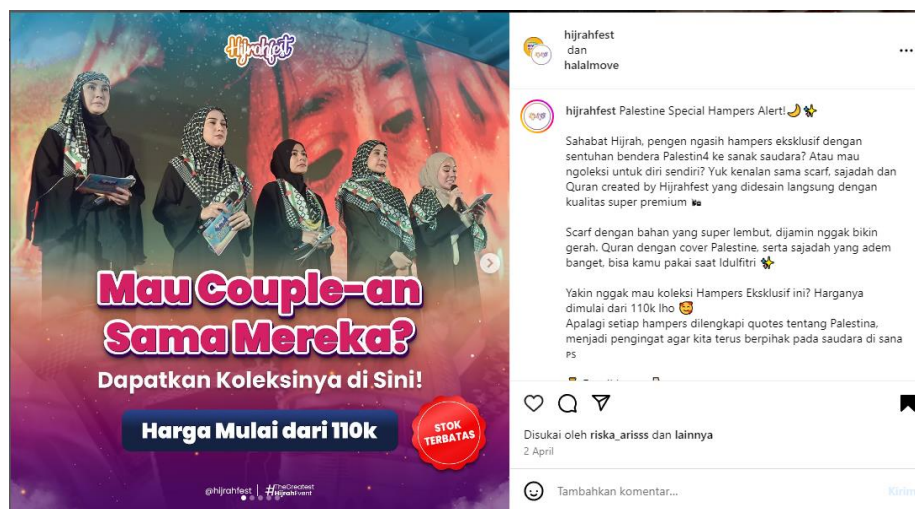 Hijrahfest
Mau Couple-an
Sama Mereka?
Dapatkan Koleksinya di Sini!
Harga Mulai dari 110k
STOK
TERBATAS
@hijrahfest | #TheGreatest
HijrahEvent
hijrahfest
dan
halalmove
hijrahfest Palestine Special Hampers Alert!🌙✨
Sahabat Hijrah, pengen ngasih hampers eksklusif dengan
sentuhan bendera Palestin4 ke sanak saudara? Atau mau
ngoleksi untuk diri sendiri? Yuk kenalan sama scarf, sajadah dan
Quran created by Hijrahfest yang didesain langsung dengan
kualitas super premium
Scarf dengan bahan yang super lembut, dijamin nggak bikin
gerah. Quran dengan cover Palestine, serta sajadah yang adem
banget, bisa kamu pakai saat Idulfitri ✨
Yakin nggak mau koleksi Hampers Eksklusif ini? Harganya
dimulai dari 110k lho 🥰
Apalagi setiap hampers dilengkapi quotes tentang Palestina,
menjadi pengingat agar kita terus berpihak pada saudara di sana
PS
Disukai oleh riska_arisss dan lainnya
2 April
Tambahkan komentar...
Kirim